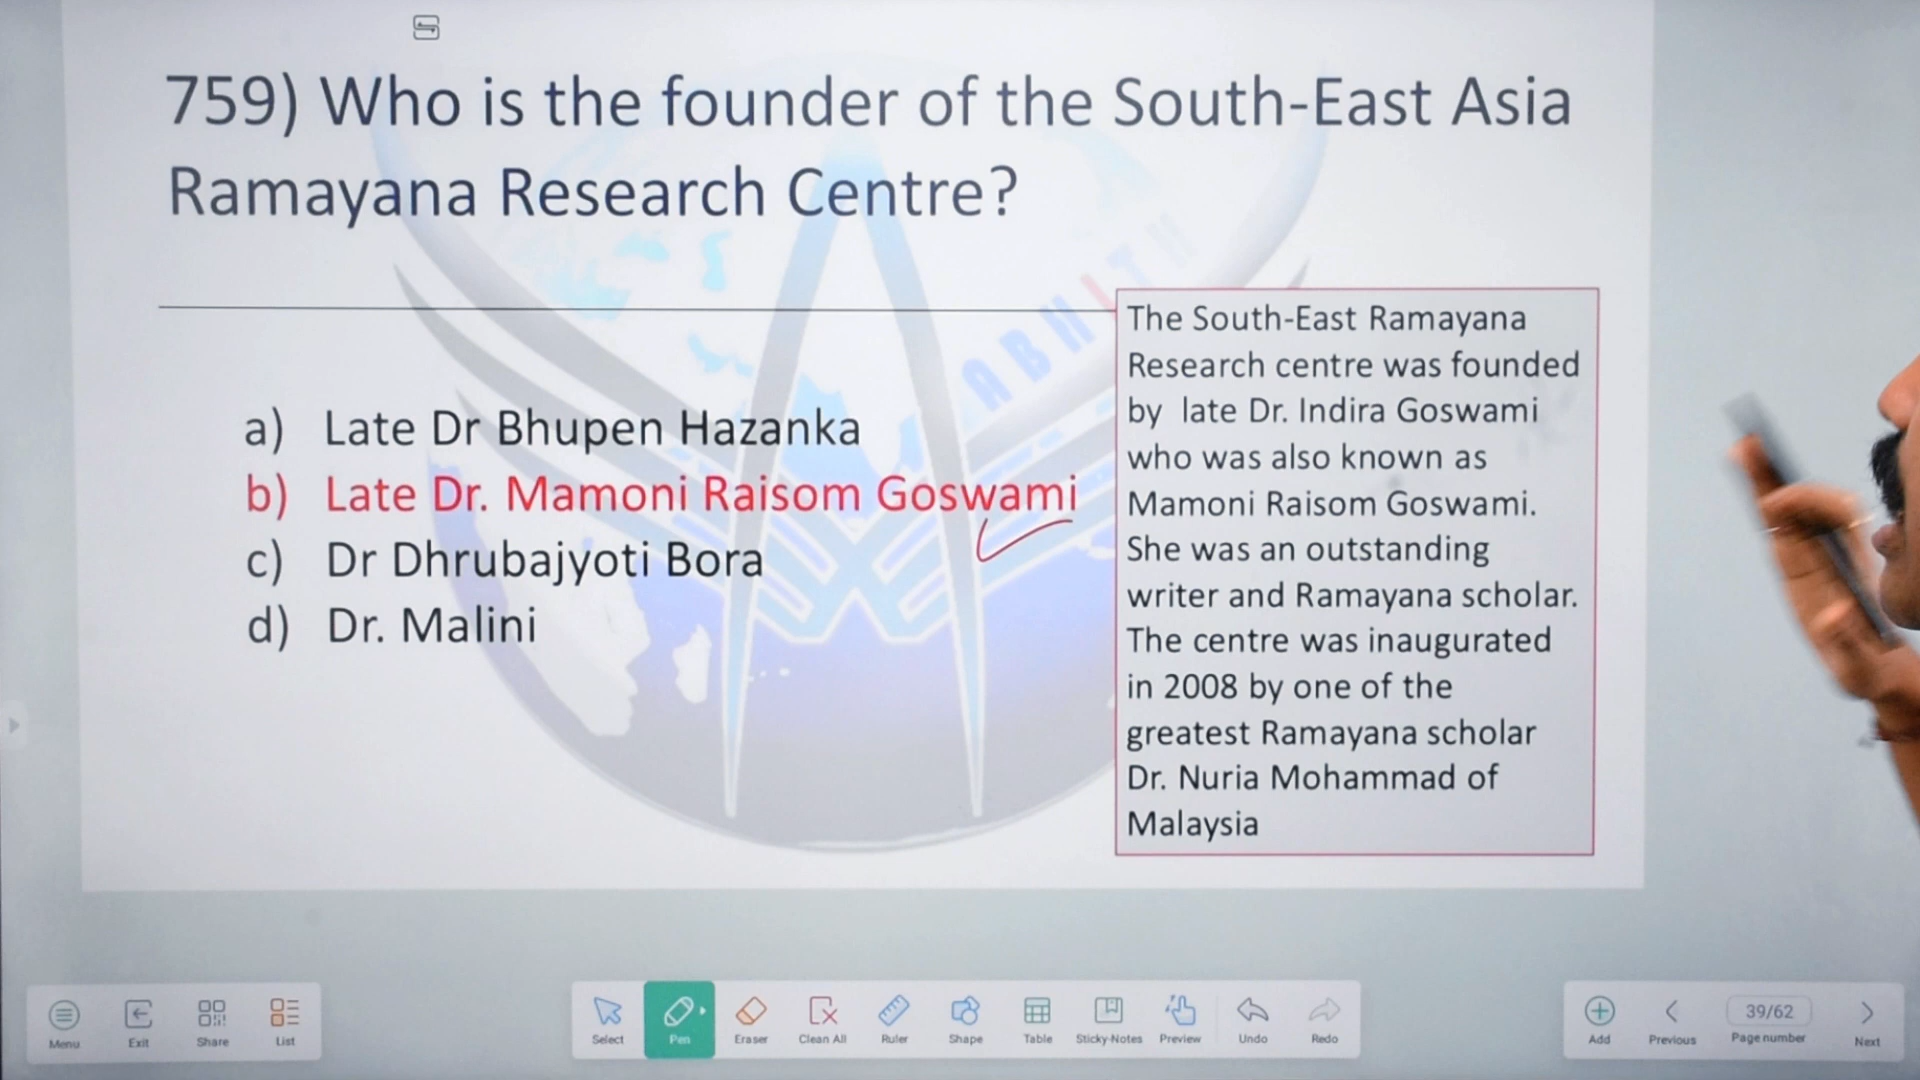 759) Who is the founder of the South-East Asia
Ramayana Research Centre?
ABHITH
a) Late Dr Bhupen Hazanka
b) Late Dr. Mamoni Raisom Goswami
c) Dr Dhrubajyoti Bora
d) Dr. Malini
The South-East Ramayana
Research centre was founded
by late Dr. Indira Goswami
who was also known as
Mamoni Raisom Goswami.
She was an outstanding
writer and Ramayana scholar.
The centre was inaugurated
in 2008 by one of the
greatest Ramayana scholar
Dr. Nuria Mohammad of
Malaysia
Menu Exit Share List
Select Pen Eraser Clean All Ruler Shape Table Sticky-Notes Preview Undo Redo
39/62
Add Previous Page number Next